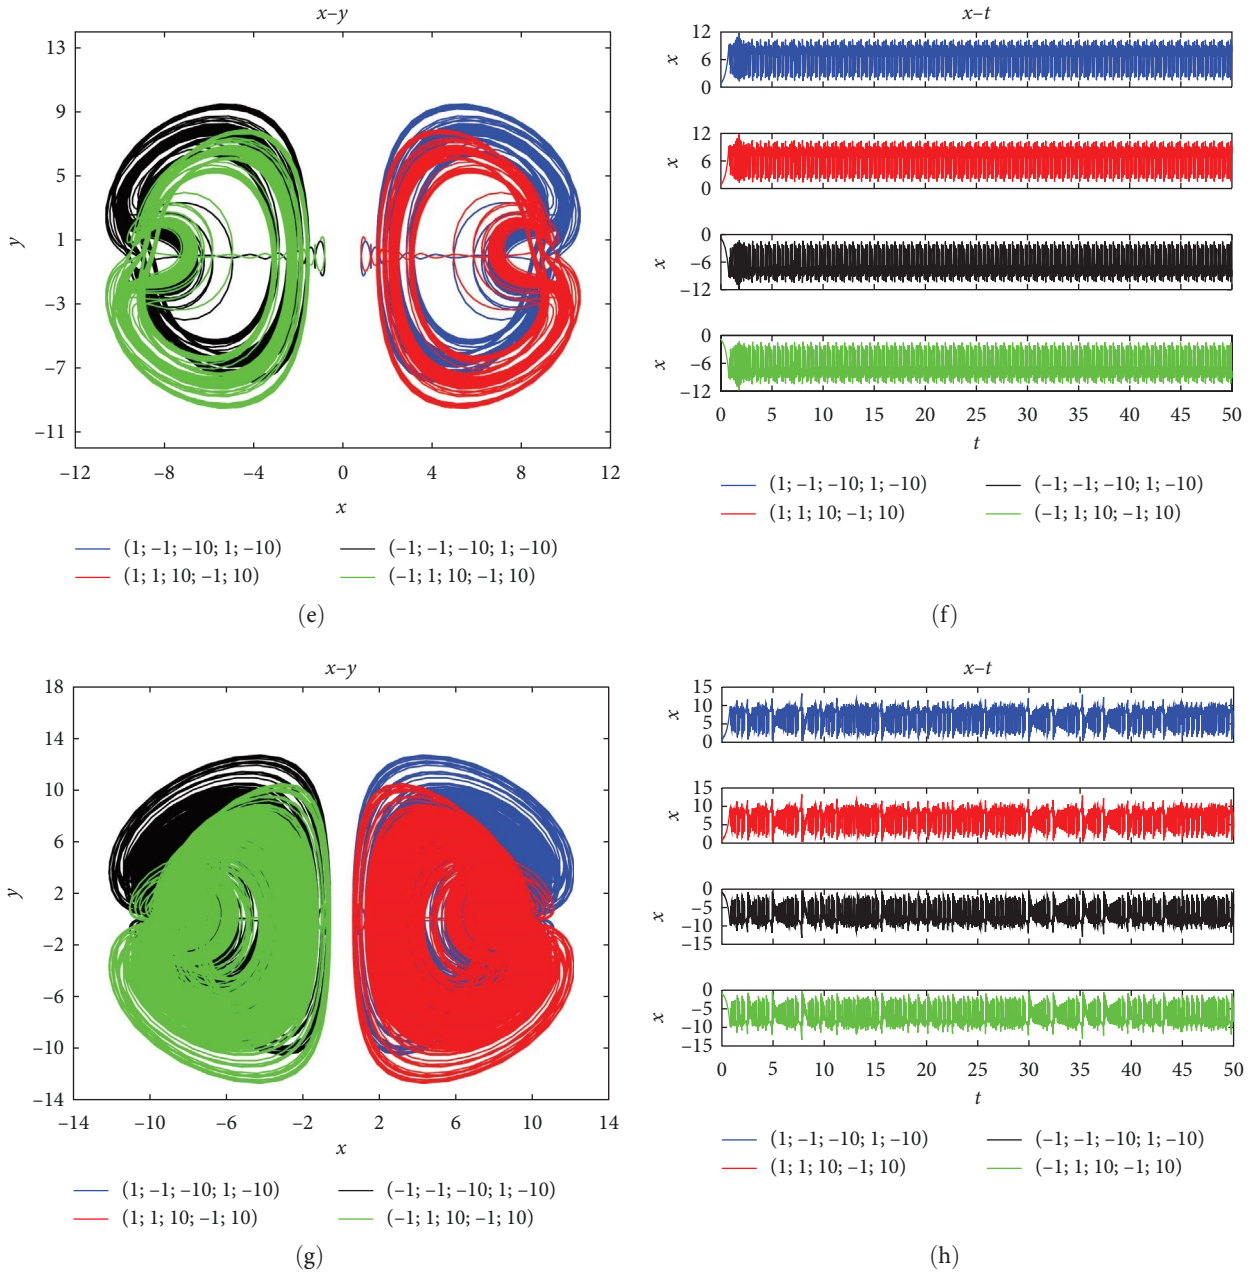 x–y
13
9
5
1
–3
–7
–11
y
–12
–8
–4
0
4
8
12
x
(1; –1; –10; 1; –10)
(–1; –1; –10; 1; –10)
(1; 1; 10; –1; 10)
(–1; 1; 10; –1; 10)
(e)
x–t
12
6
0
x
12
6
0
x
0
–6
–12
x
0
–6
–12
x
0
5
10
15
20
25
30
35
40
45
50
t
(1; –1; –10; 1; –10)
(–1; –1; –10; 1; –10)
(1; 1; 10; –1; 10)
(–1; 1; 10; –1; 10)
(f)
x–y
18
14
10
6
2
–2
–6
–10
–14
y
–14
–10
–6
–2
2
6
10
14
x
(1; –1; –10; 1; –10)
(–1; –1; –10; 1; –10)
(1; 1; 10; –1; 10)
(–1; 1; 10; –1; 10)
(g)
x–t
15
10
5
0
x
15
10
5
0
x
0
–5
–10
–15
x
0
–5
–10
–15
x
0
5
10
15
20
25
30
35
40
45
50
t
(1; –1; –10; 1; –10)
(–1; –1; –10; 1; –10)
(1; 1; 10; –1; 10)
(–1; 1; 10; –1; 10)
(h)